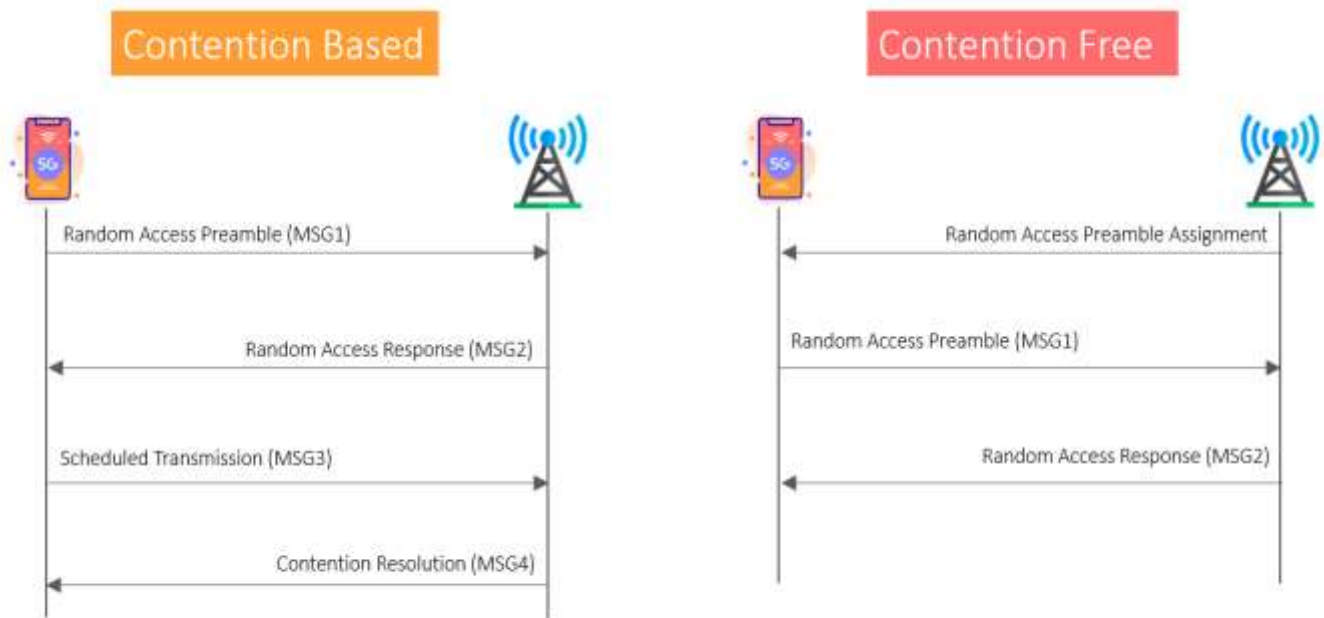 Contention Based
Contention Free
5G
5G
Random Access Preamble (MSG1)
Random Access Response (MSG2)
Scheduled Transmission (MSG3)
Contention Resolution (MSG4)
Random Access Preamble Assignment
Random Access Preamble (MSG1)
Random Access Response (MSG2)